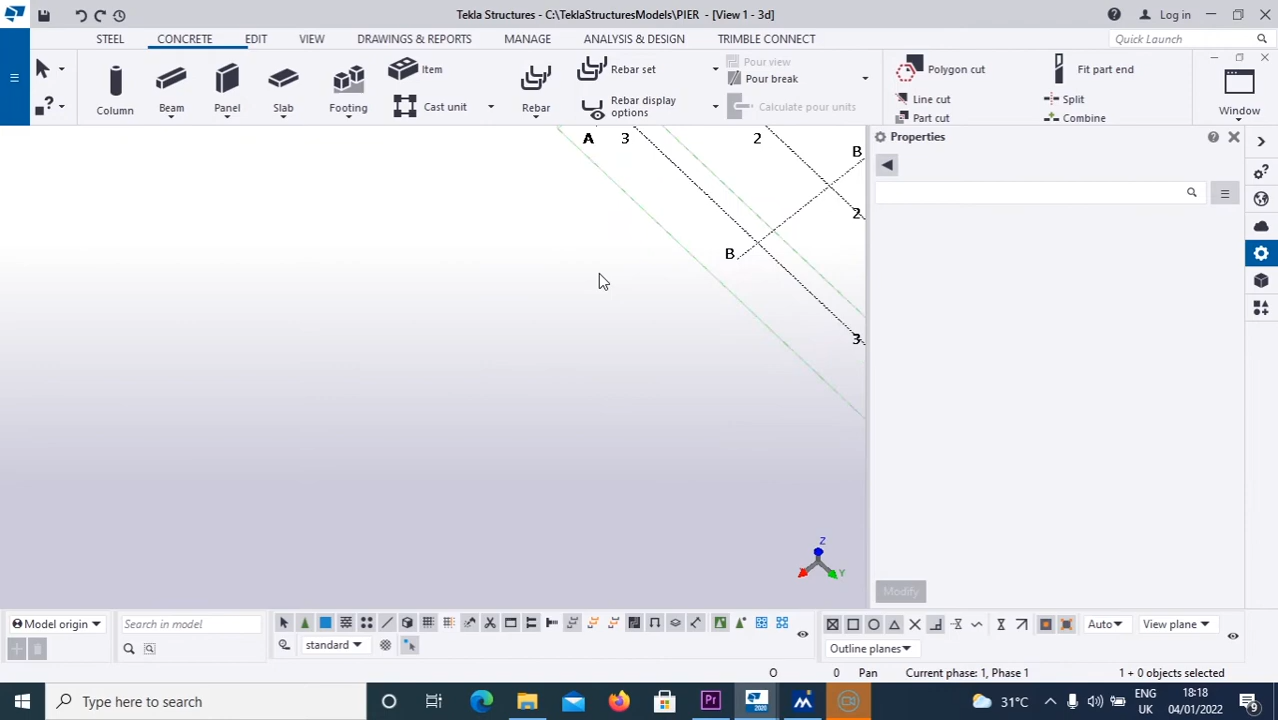 Tekla Structures - C:\TeklaStructuresModels\PIER - [View 1 - 3d]
Log in
STEEL CONCRETE EDIT VIEW DRAWINGS & REPORTS MANAGE ANALYSIS & DESIGN TRIMBLE CONNECT Quick Launch
Column Beam Panel Slab Footing Item Cast unit Rebar Rebar set Rebar display options Pour view Pour break Calculate pour units Polygon cut Line cut Part cut Fit part end Split Combine Window
Properties
A 3 2 B
2
B
3
Z
Y
Modify
Model origin Search in model
standard
Auto View plane
Outline planes
O 0 Pan Current phase: 1, Phase 1 1 + 0 objects selected
Type here to search 2020 31°C ENG 18:18
UK 04/01/2022 9